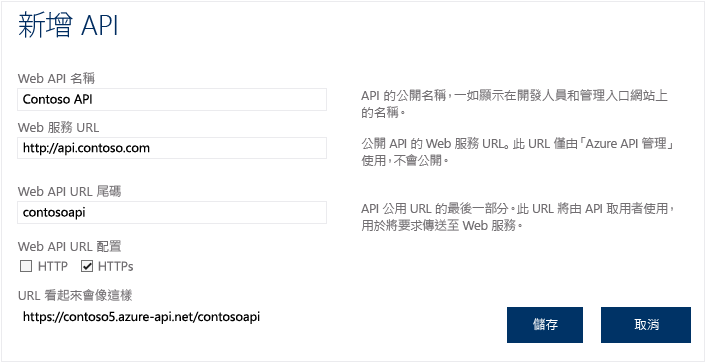 新增 API
Web API 名稱
Contoso API
API 的公開名稱，一如顯示在開發人員和管理入口網站上
的名稱。
Web 服務 URL
http://api.contoso.com
公開 API 的 Web 服務 URL。此 URL 僅由「Azure API 管理」
使用，不會公開。
Web API URL 尾碼
contosoapi
API 公用 URL 的最後一部分。此 URL 將由 API 取用者使用，
用於將要求傳送至 Web 服務。
Web API URL 配置
HTTP HTTPs
URL 看起來會像這樣
https://contoso5.azure-api.net/contosoapi
儲存 取消